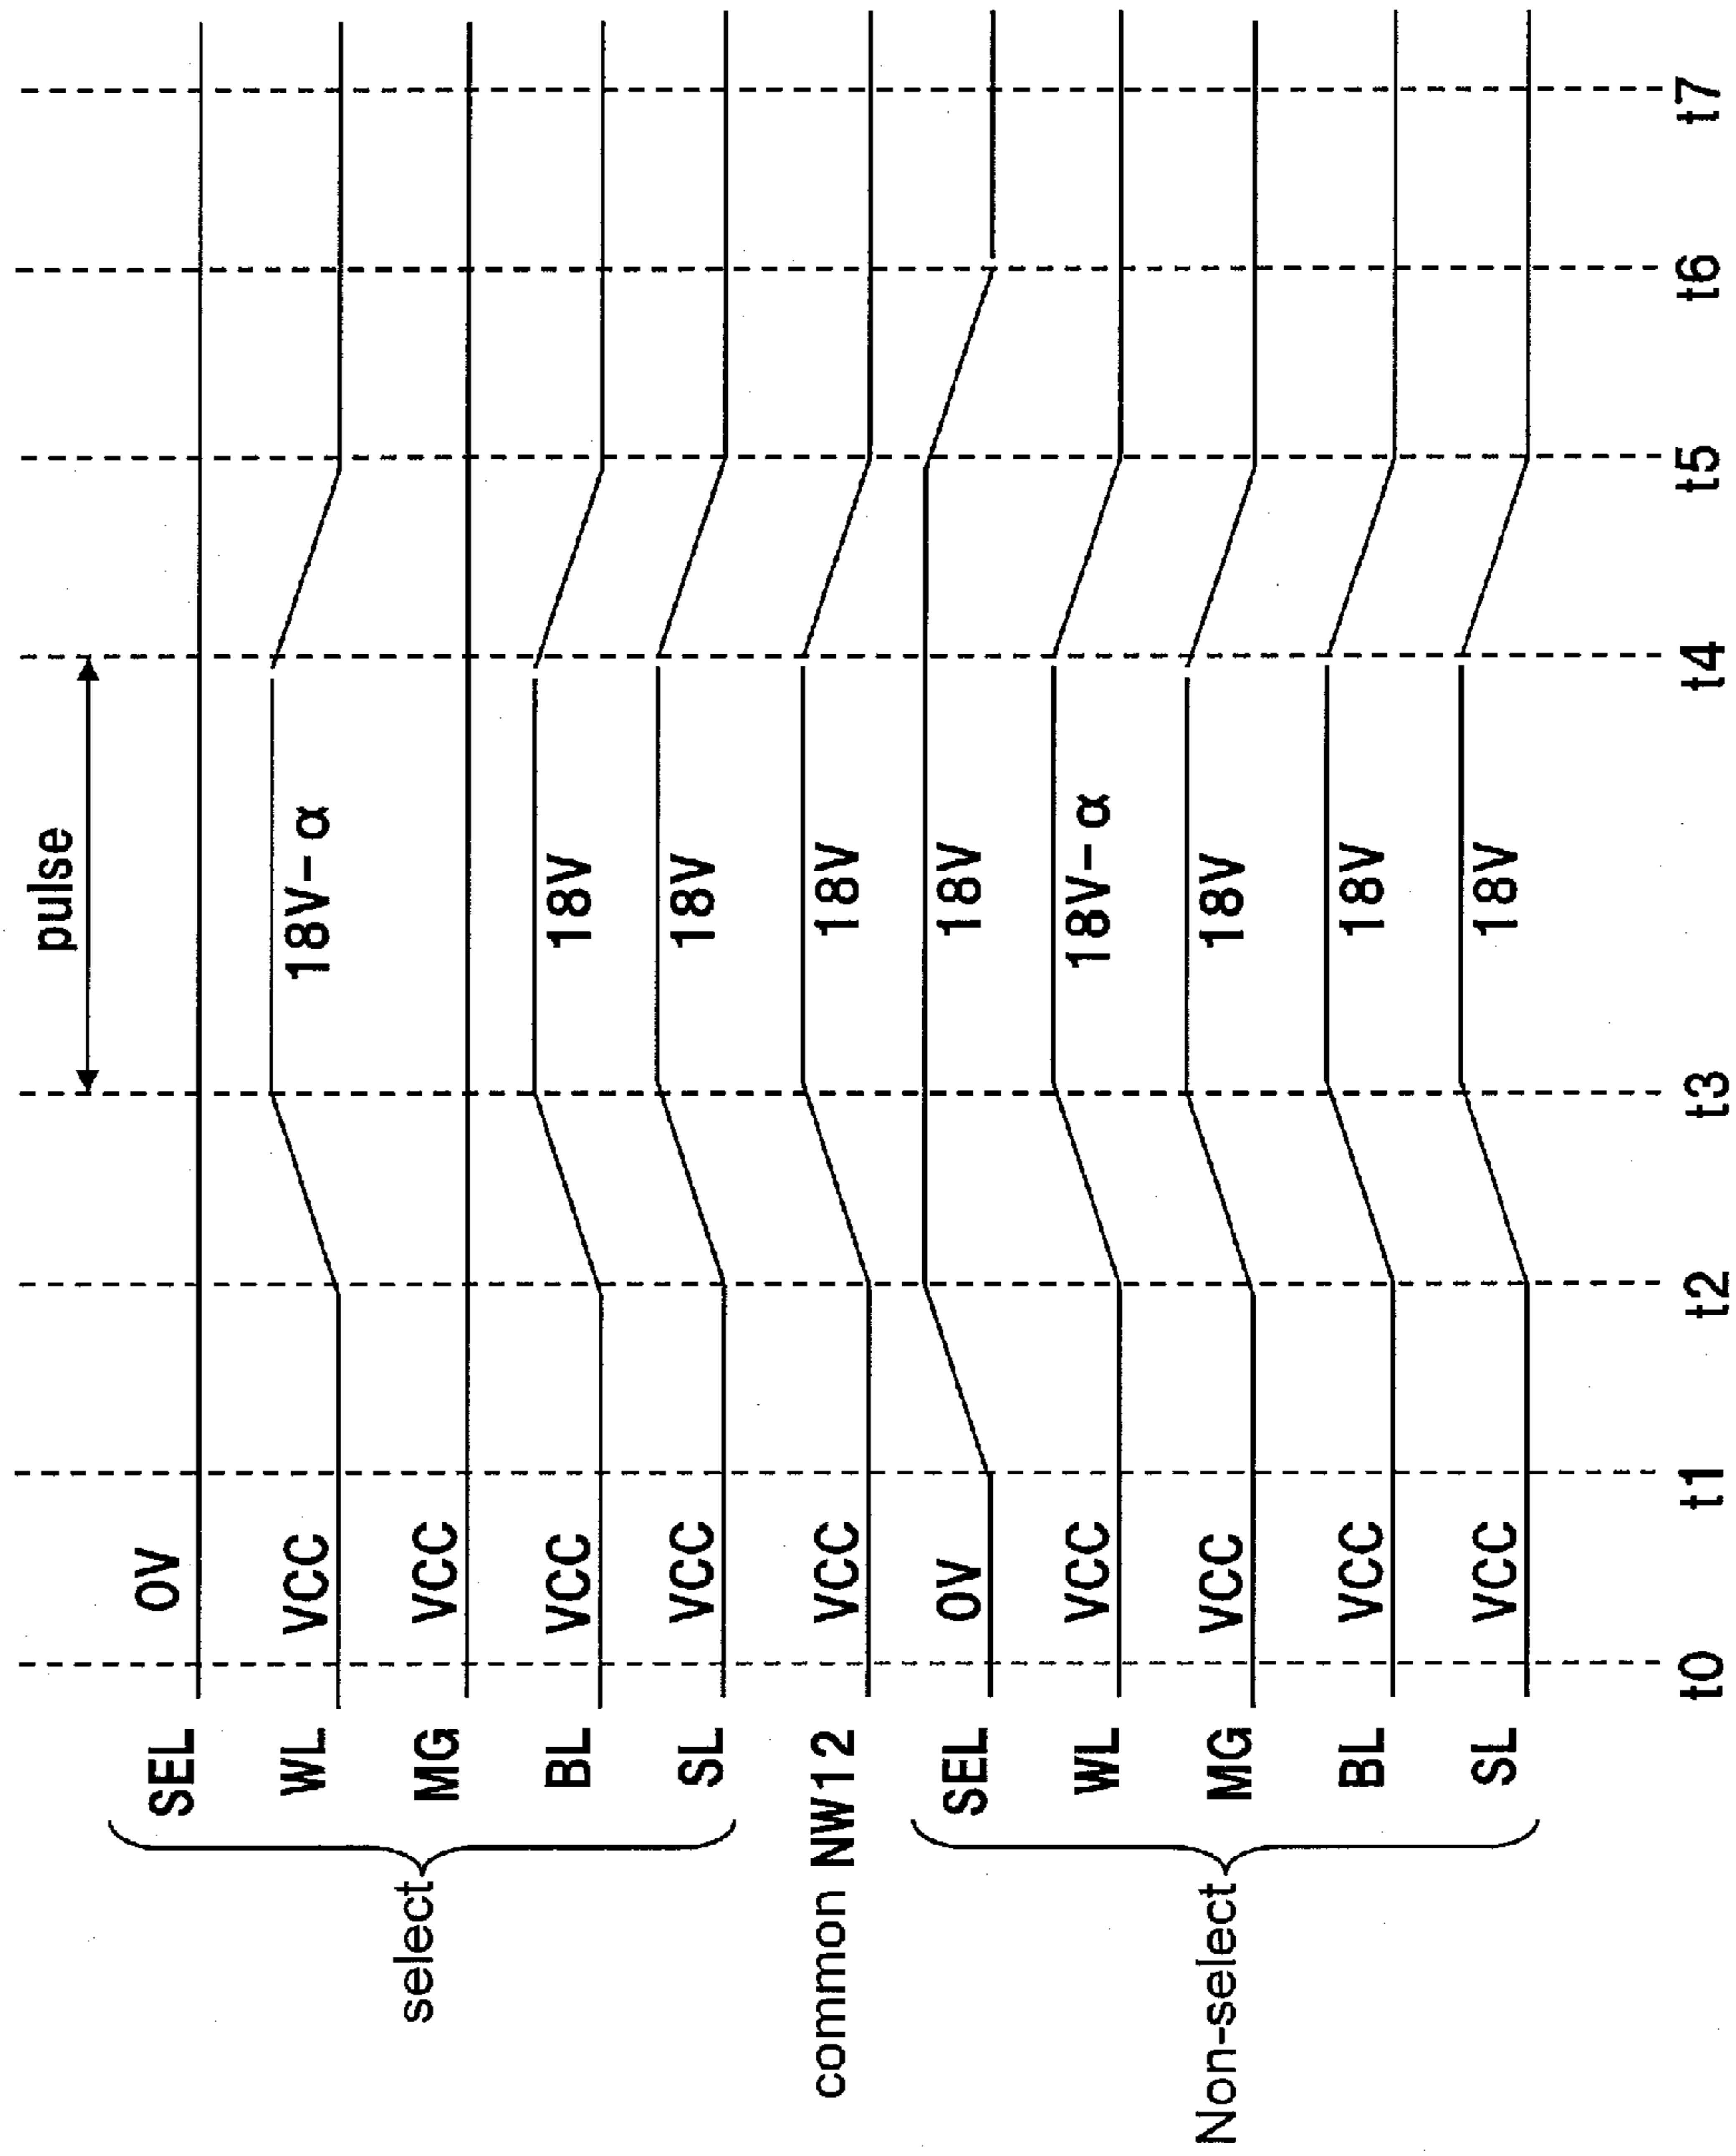 pulse
SEL 0V
WL VCC 18V-α
MG VCC
BL VCC 18V
SL VCC 18V
select
common NW12 VCC 18V
SEL 0V 18V
WL VCC 18V-α
MG VCC 18V
BL VCC 18V
SL VCC 18V
Non-select
t0 t1 t2 t3 t4 t5 t6 t7